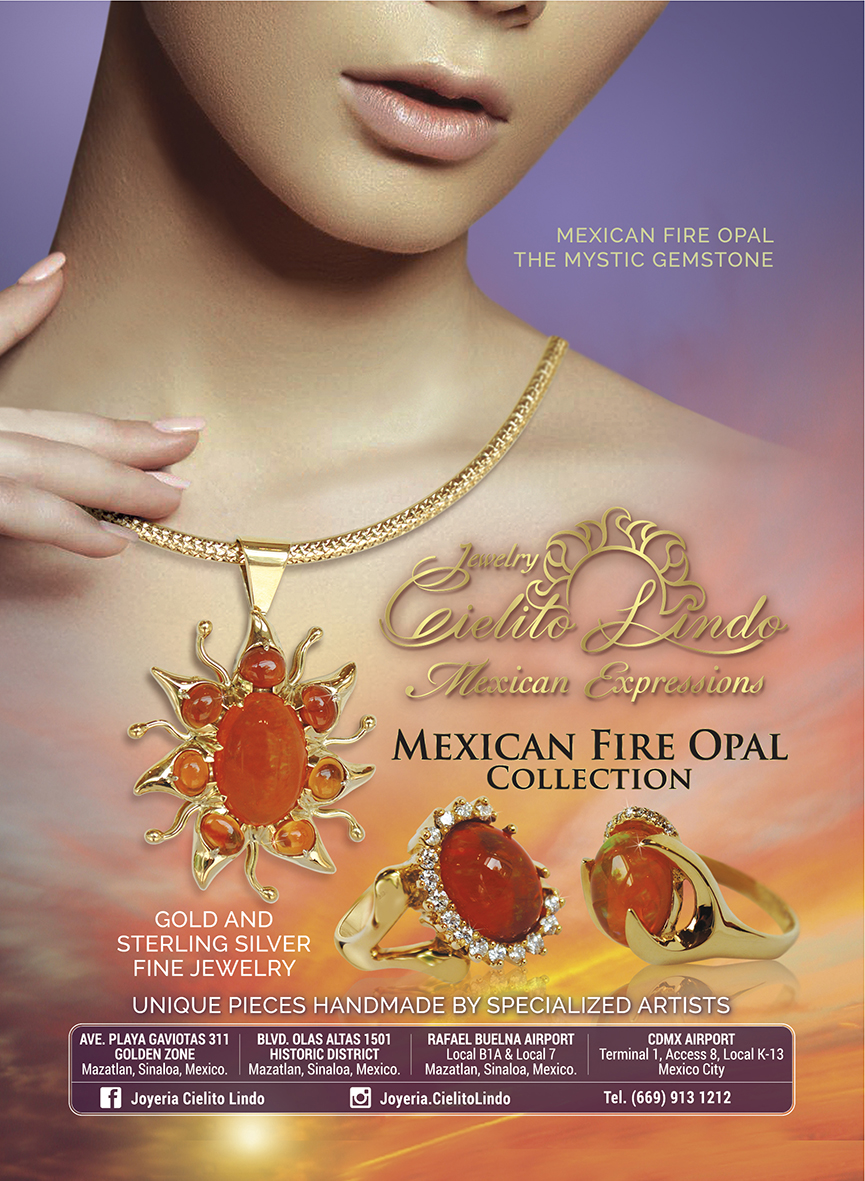 MEXICAN FIRE OPAL
THE MYSTIC GEMSTONE
Jewelry
Cielito Lindo
Mexican Expressions
MEXICAN FIRE OPAL
COLLECTION
GOLD AND
STERLING SILVER
FINE JEWELRY
UNIQUE PIECES HANDMADE BY SPECIALIZED ARTISTS
AVE. PLAYA GAVIOTAS 311
GOLDEN ZONE
Mazatlan, Sinaloa, Mexico.
BLVD. OLAS ALTAS 1501
HISTORIC DISTRICT
Mazatlan, Sinaloa, Mexico.
RAFAEL BUELNA AIRPORT
Local B1A & Local 7
Mazatlan, Sinaloa, Mexico.
CDMX AIRPORT
Terminal 1, Access 8, Local K-13
Mexico City
Joyeria Cielito Lindo
Joyeria.CielitoLindo
Tel. (669) 913 1212